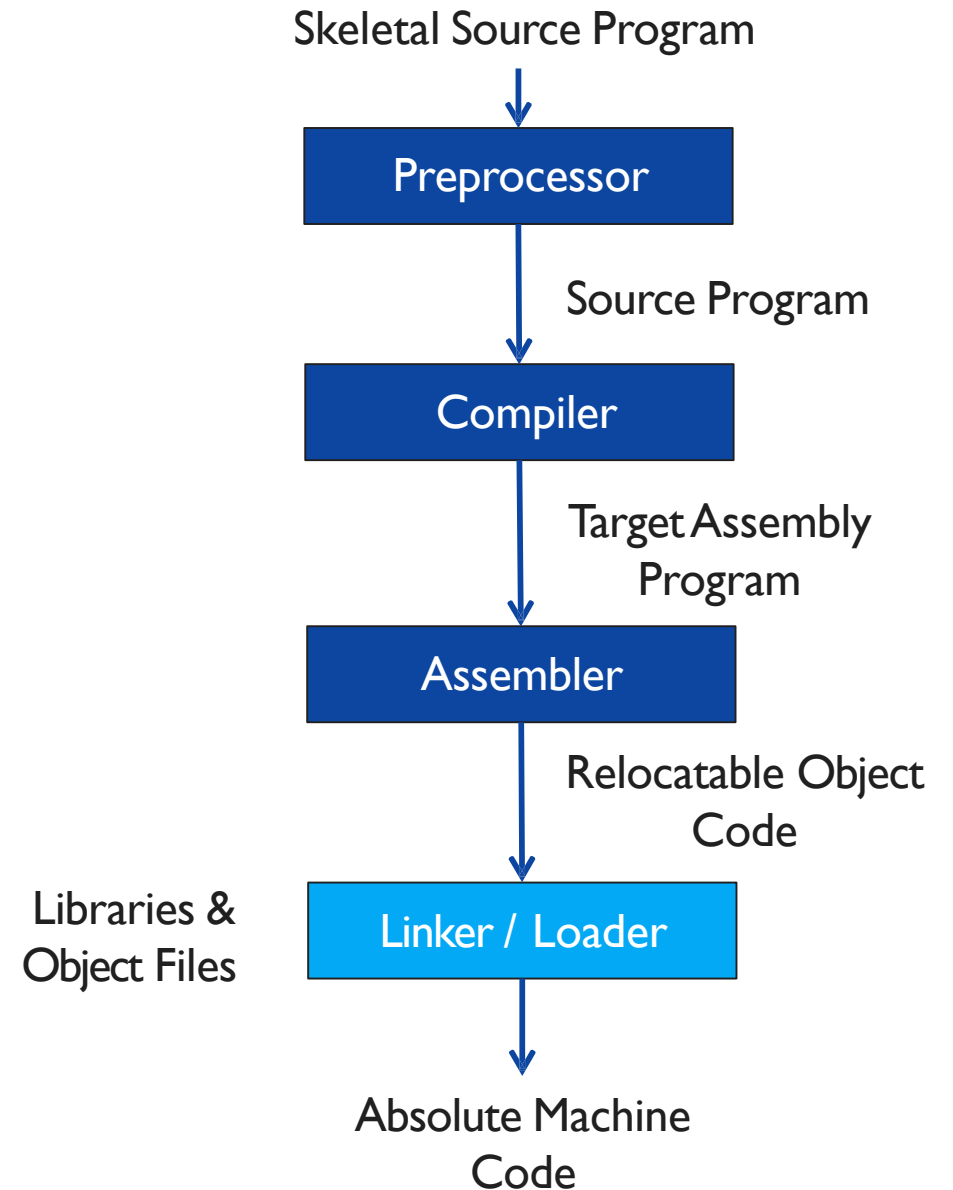 Skeletal Source Program
Preprocessor
Source Program
Compiler
Target Assembly
Program
Assembler
Relocatable Object
Code
Libraries &
Object Files
Linker / Loader
Absolute Machine
Code